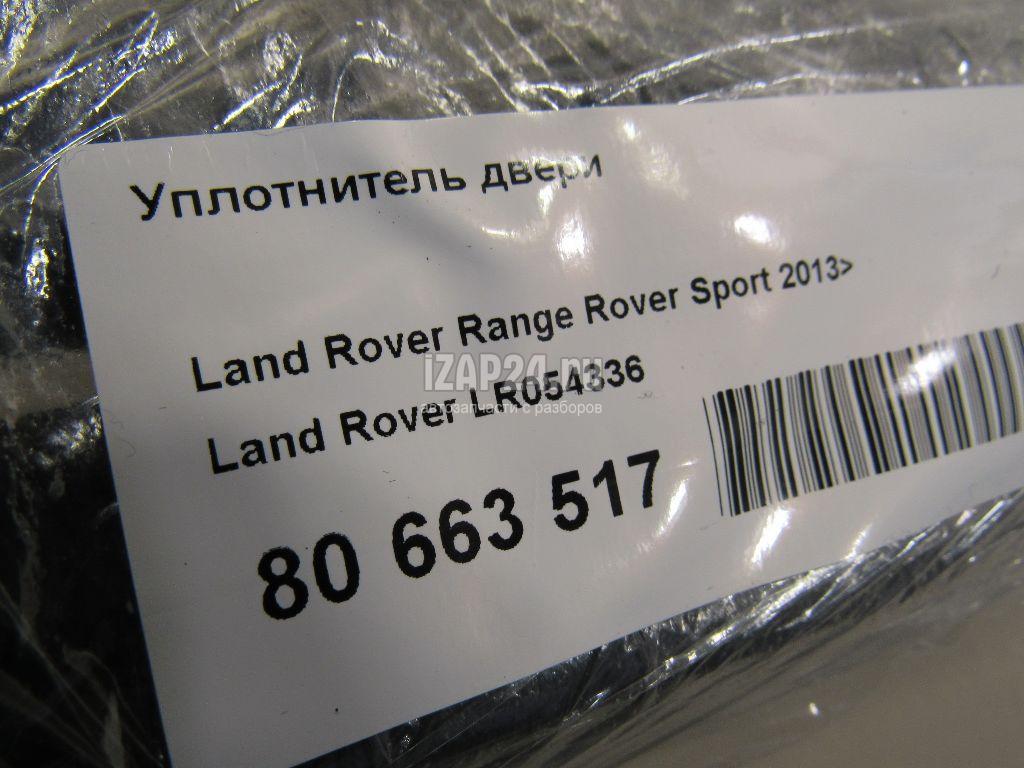 Уплотнитель двери
Land Rover Range Rover Sport 2013>
iZAP24.ru
Land Rover LR054336
автозапчасти с разборов
80 663 517